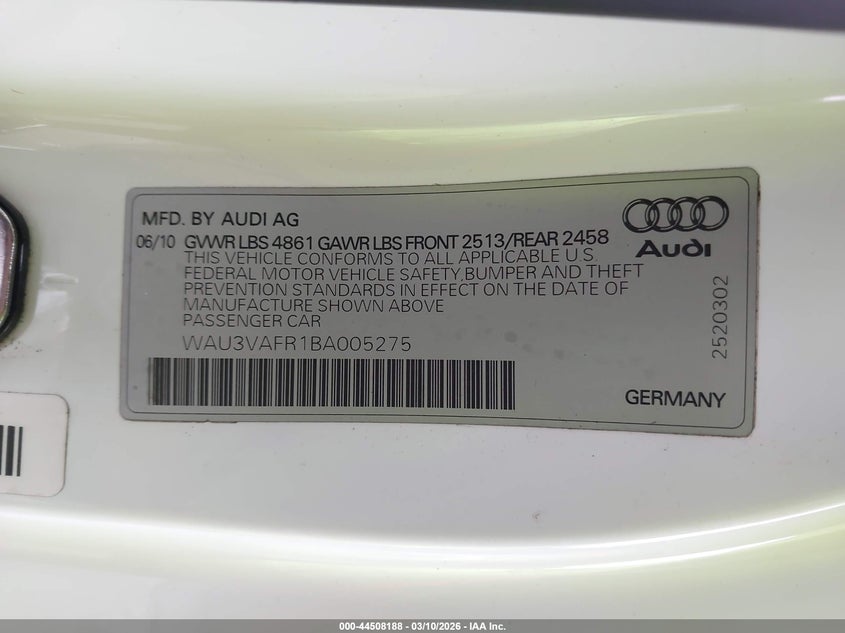 MFD. BY AUDI AG
06/10 GVWR LBS 4861 GAWR LBS FRONT 2513/REAR 2458
THIS VEHICLE CONFORMS TO ALL APPLICABLE U.S
FEDERAL MOTOR VEHICLE SAFETY,BUMPER AND THEFT
PREVENTION STANDARDS IN EFFECT ON THE DATE OF
MANUFACTURE SHOWN ABOVE
PASSENGER CAR
WAU3VAFR1BA005275
Audi
2520302
GERMANY
000-44508188 - 03/10/2026 - IAA Inc.